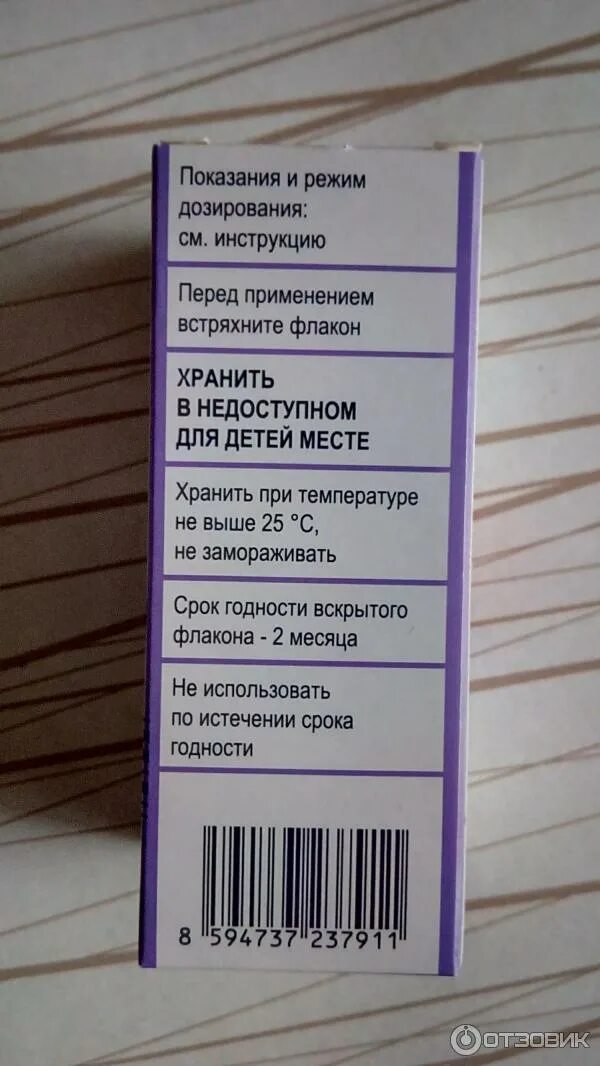 Показания и режим
дозирования:
см. инструкцию
Перед применением
встряхните флакон
ХРАНИТЬ
В НЕДОСТУПНОМ
ДЛЯ ДЕТЕЙ МЕСТЕ
Хранить при температуре
не выше 25 °С,
не замораживать
Срок годности вскрытого
флакона - 2 месяца
Не использовать
по истечении срока
годности
8 594737 237911
ОТЗОВИК